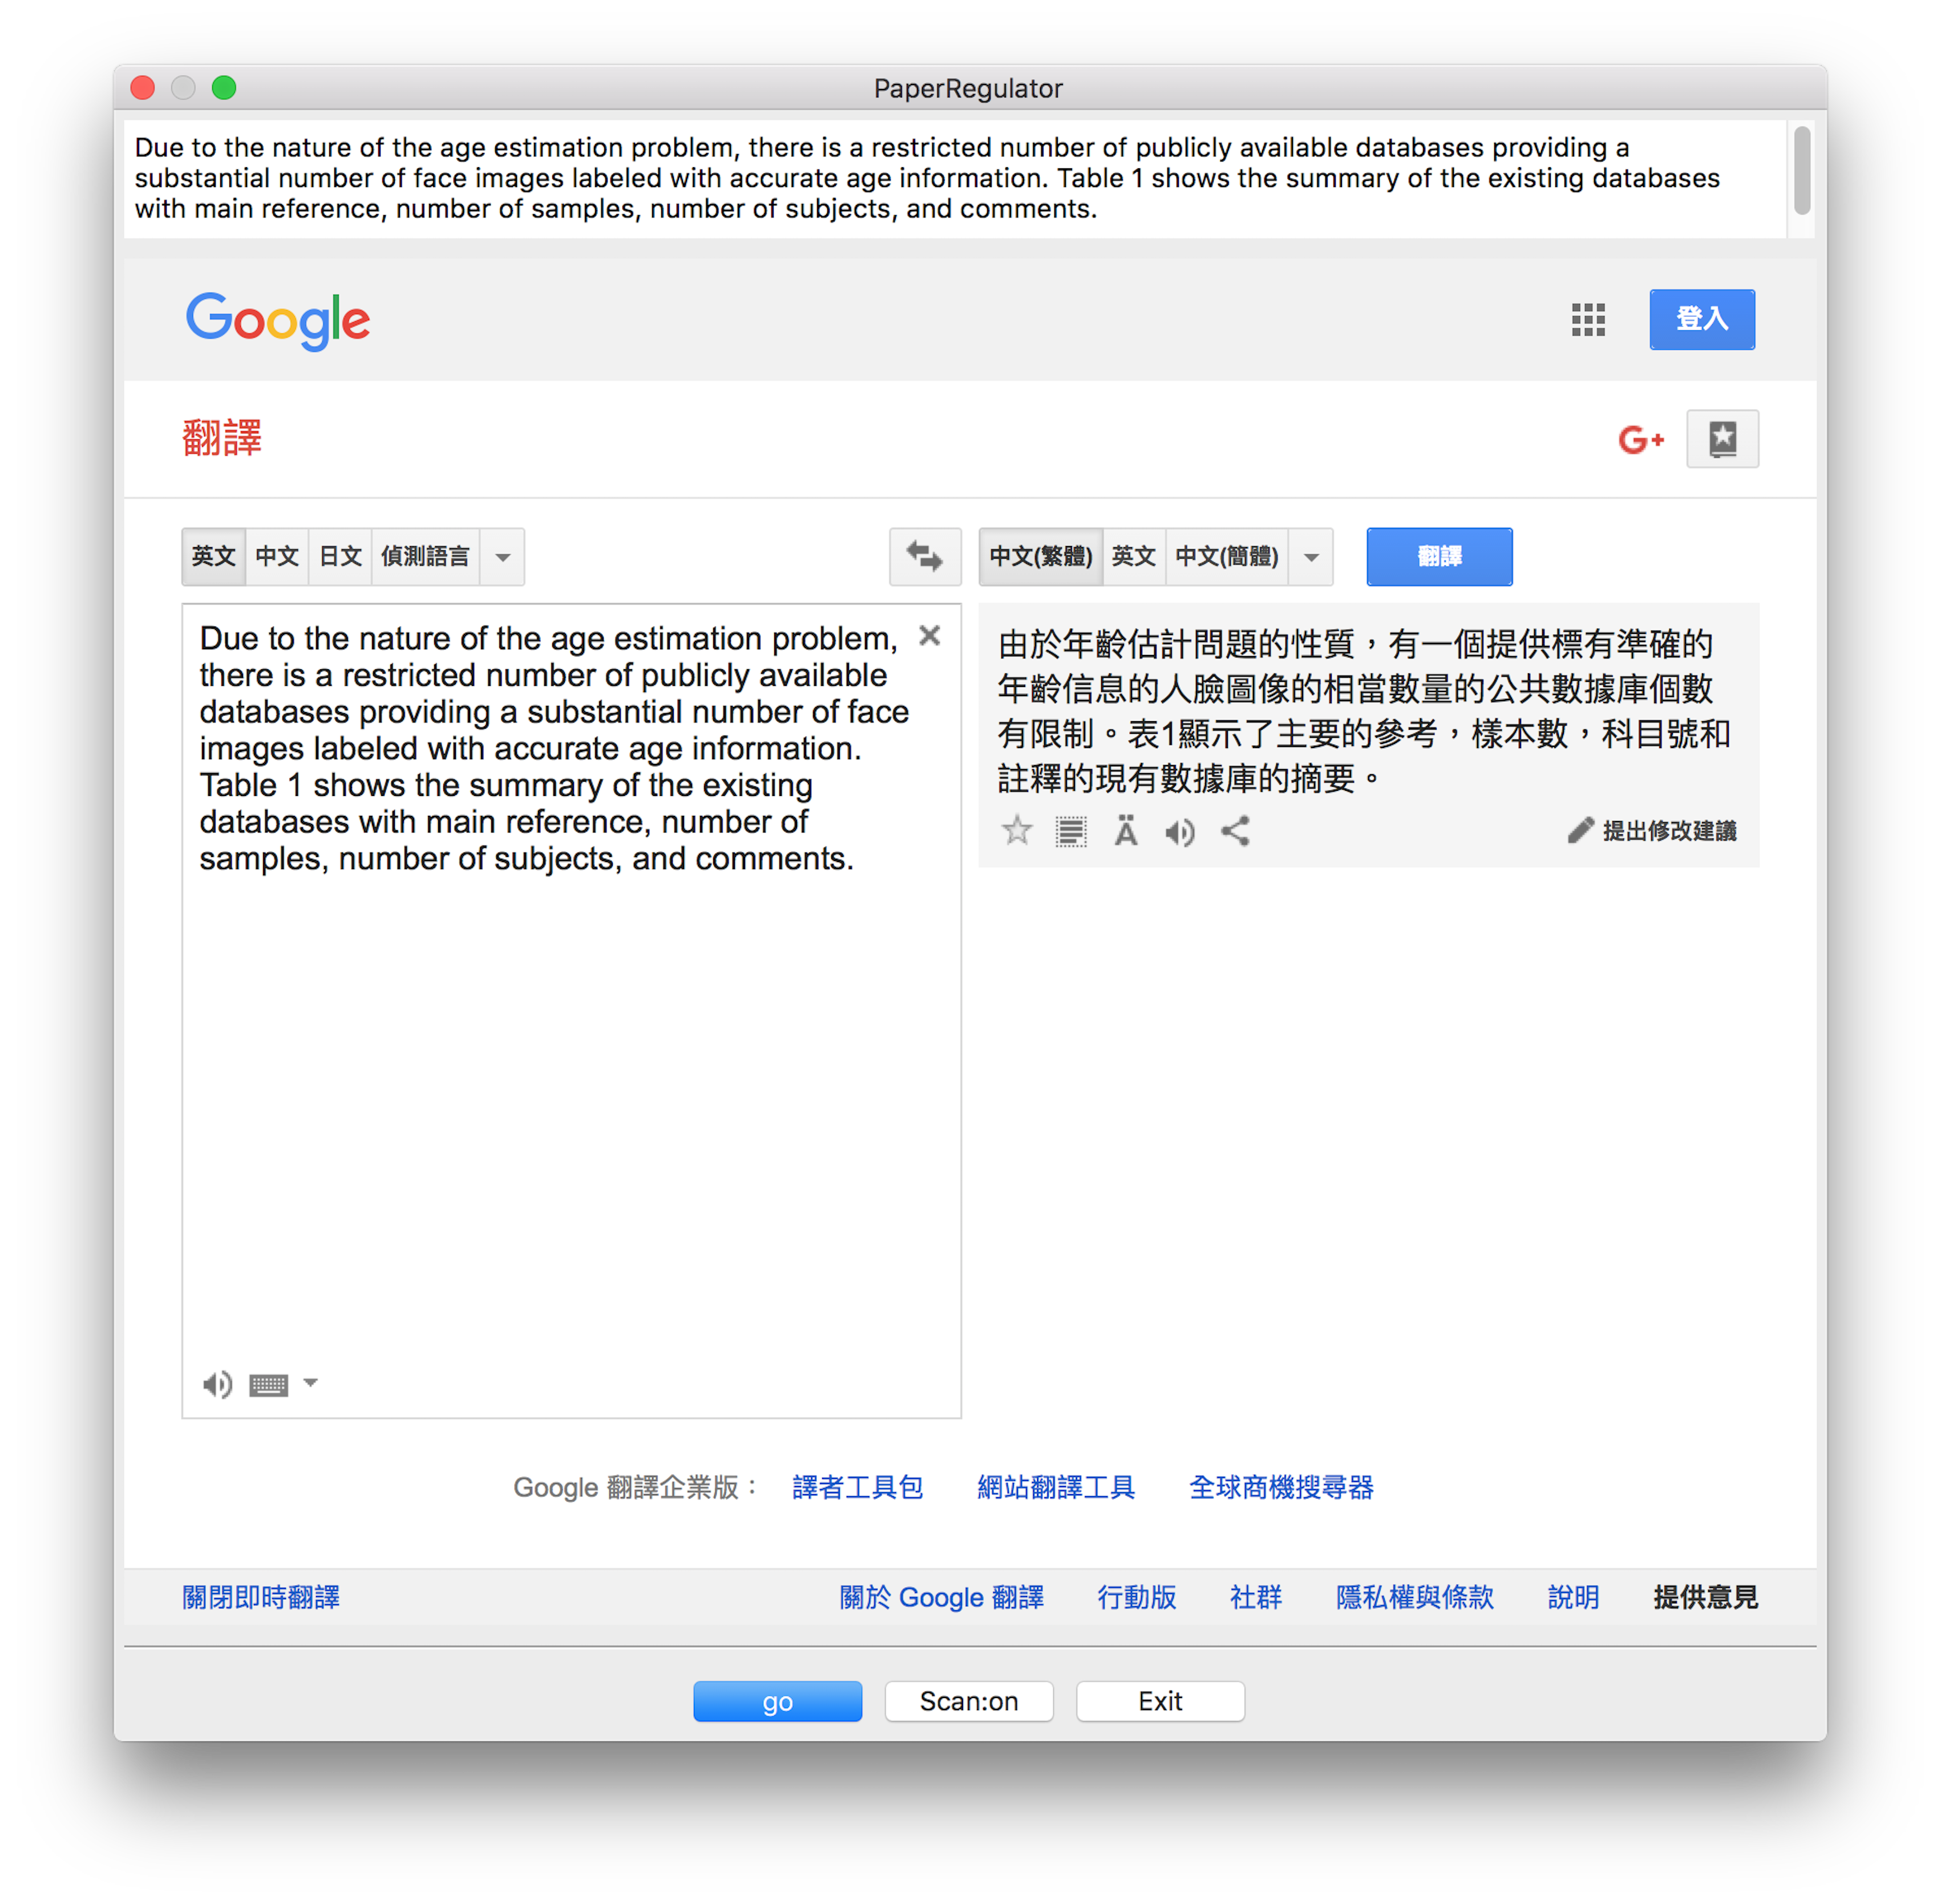 PaperRegulator
Due to the nature of the age estimation problem, there is a restricted number of publicly available databases providing a
substantial number of face images labeled with accurate age information. Table 1 shows the summary of the existing databases
with main reference, number of samples, number of subjects, and comments.
Google
登入
翻譯
G+
英文 中文 日文 偵測語言
中文(繁體) 英文 中文(簡體) 翻譯
Due to the nature of the age estimation problem,
there is a restricted number of publicly available
databases providing a substantial number of face
images labeled with accurate age information.
Table 1 shows the summary of the existing
databases with main reference, number of
samples, number of subjects, and comments.
由於年齡估計問題的性質，有一個提供標有準確的
年齡信息的人臉圖像的相當數量的公共數據庫個數
有限制。表1顯示了主要的參考，樣本數，科目號和
註釋的現有數據庫的摘要。
Ä
提出修改建議
Google 翻譯企業版： 譯者工具包 網站翻譯工具 全球商機搜尋器
關閉即時翻譯 關於 Google 翻譯 行動版 社群 隱私權與條款 說明 提供意見
go Scan:on Exit